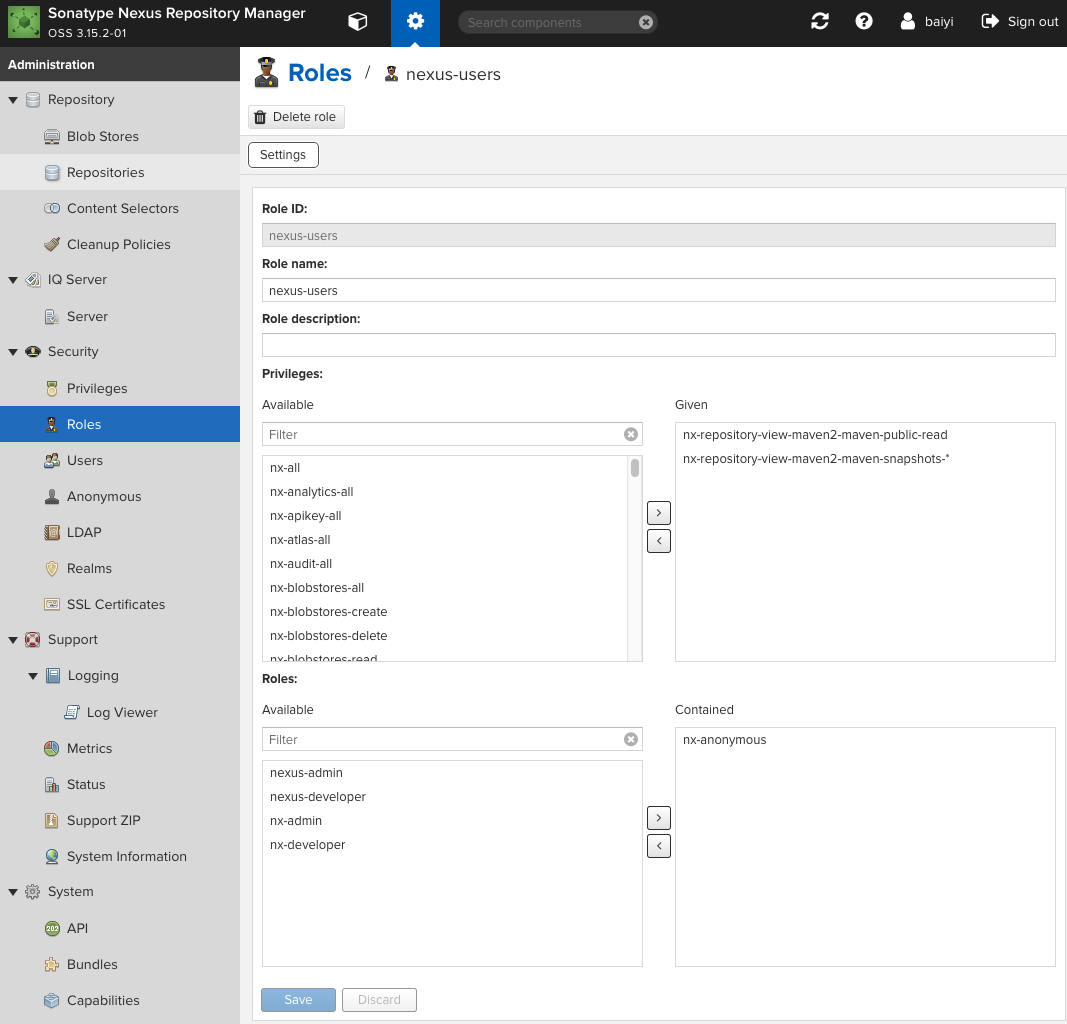 Sonatype Nexus Repository Manager
OSS 3.15.2-01
Search components
baiyi
Sign out
Administration
Repository
Blob Stores
Repositories
Content Selectors
Cleanup Policies
IQ Server
Server
Security
Privileges
Roles
Users
Anonymous
LDAP
Realms
SSL Certificates
Support
Logging
Log Viewer
Metrics
Status
Support ZIP
System Information
System
202 API
Bundles
Capabilities
Roles / nexus-users
Delete role
Settings
Role ID:
nexus-users
Role name:
nexus-users
Role description:
Privileges:
Available
Filter
nx-all
nx-analytics-all
nx-apikey-all
nx-atlas-all
nx-audit-all
nx-blobstores-all
nx-blobstores-create
nx-blobstores-delete
nx-blobstores-read
Given
nx-repository-view-maven2-maven-public-read
nx-repository-view-maven2-maven-snapshots-*
Roles:
Available
Filter
nexus-admin
nexus-developer
nx-admin
nx-developer
Contained
nx-anonymous
Save
Discard